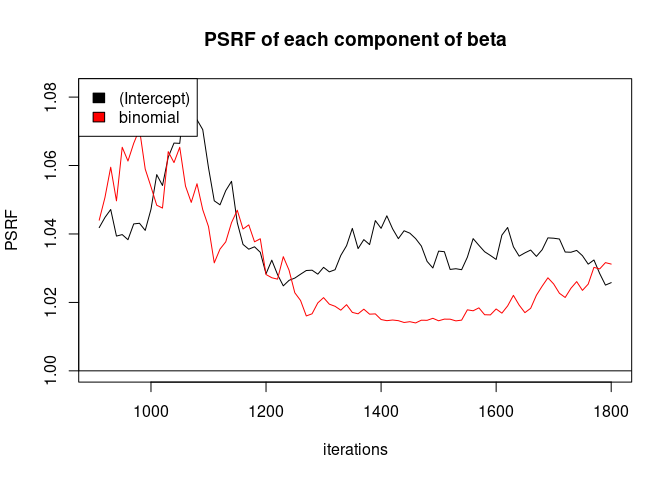 PSRF of each component of beta
(Intercept)
binomial
PSRF
1.08
1.06
1.04
1.02
1.00
1000 1200 1400 1600 1800
iterations